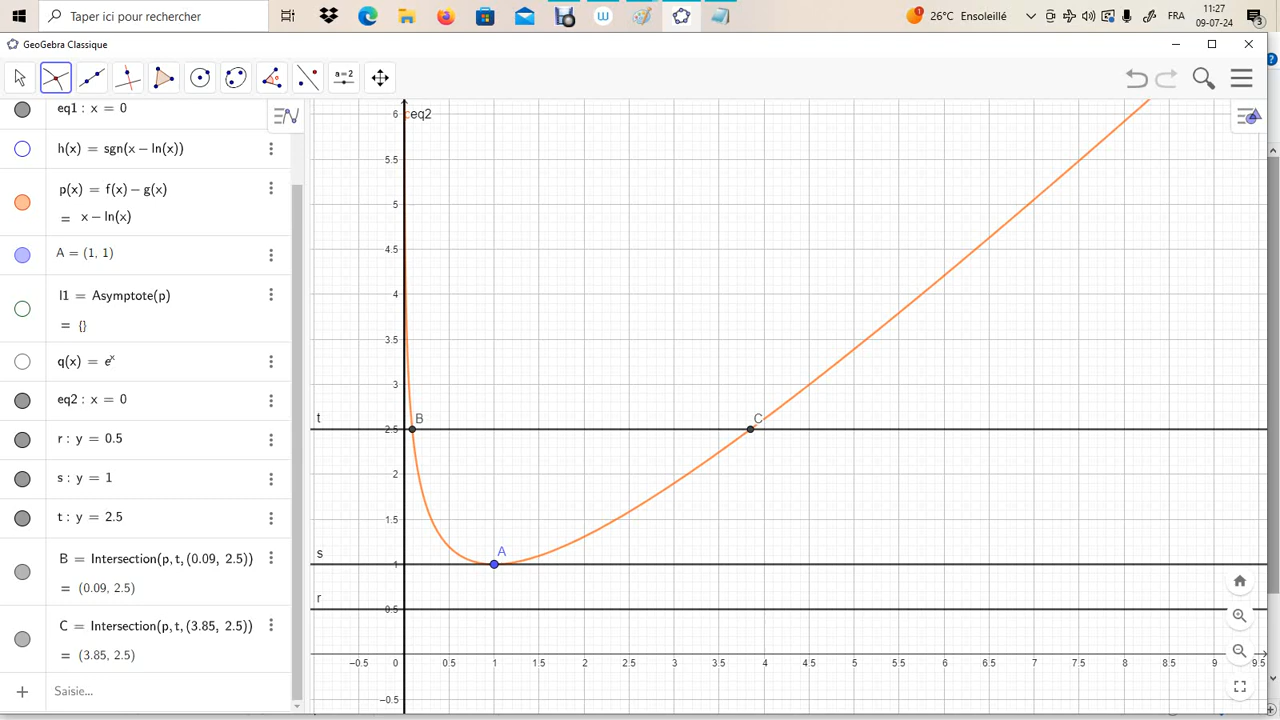 Taper ici pour rechercher
W
1
26°C Ensoleillé
FRA
11:27
09-07-24
3
GeoGebra Classique
a=2
eq1 : x = 0
h(x) = sgn(x − ln(x))
p(x) = f(x) − g(x)
= x − ln(x)
A = (1, 1)
l1 = Asymptote(p)
= {}
q(x) = eˣ
eq2 : x = 0
r : y = 0.5
s : y = 1
t : y = 2.5
B = Intersection(p, t, (0.09, 2.5))
= (0.09, 2.5)
C = Intersection(p, t, (3.85, 2.5))
= (3.85, 2.5)
Saisie...
6
eq2
5.5
5
4.5
4
3.5
3
t
B
C
2.5
2
1.5
s
A
1
r
0.5
−0.5 0 0.5 1 1.5 2 2.5 3 3.5 4 4.5 5 5.5 6 6.5 7 7.5 8 8.5 9 9.5
−0.5